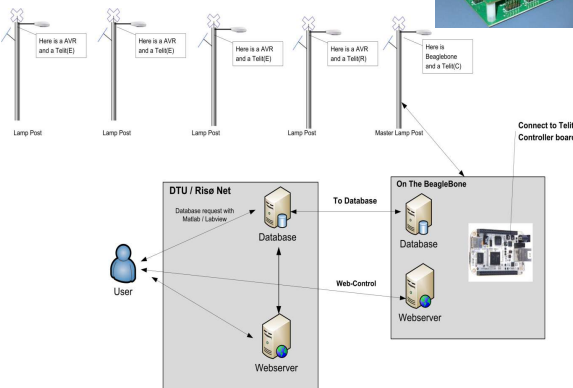 Here is a AVR
and a Telit(E)
Here is a AVR
and a Telit(E)
Here is a AVR
and a Telit(E)
Here is a AVR
and a Telit(R)
Here is
Beaglebone
and a Telit(C)
Lamp Post
Lamp Post
Lamp Post
Lamp Post
Master Lamp Post
Connect to Telit
Controller board
DTU / Risø Net
On The BeagleBone
Database request with
Matlab / Labview
To Database
Database
Database
User
Web-Control
Webserver
Webserver